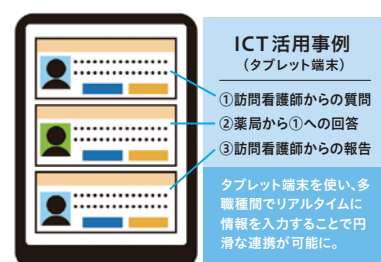 ICT活用事例
（タブレット端末）
①訪問看護師からの質問
②薬局から①への回答
③訪問看護師からの報告
タブレット端末を使い、多
職種間でリアルタイムに
情報を入力することで円
滑な連携が可能に。